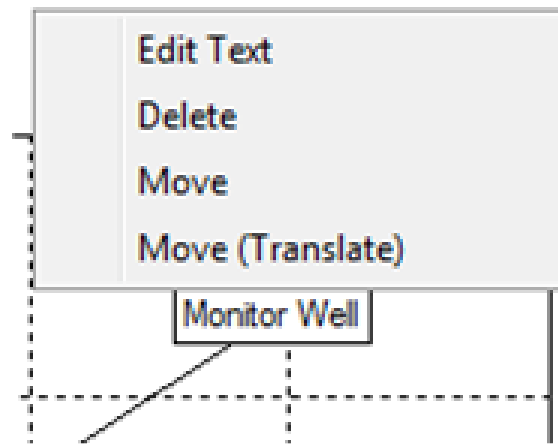 Edit Text
Delete
Move
Move (Translate)
Monitor Well